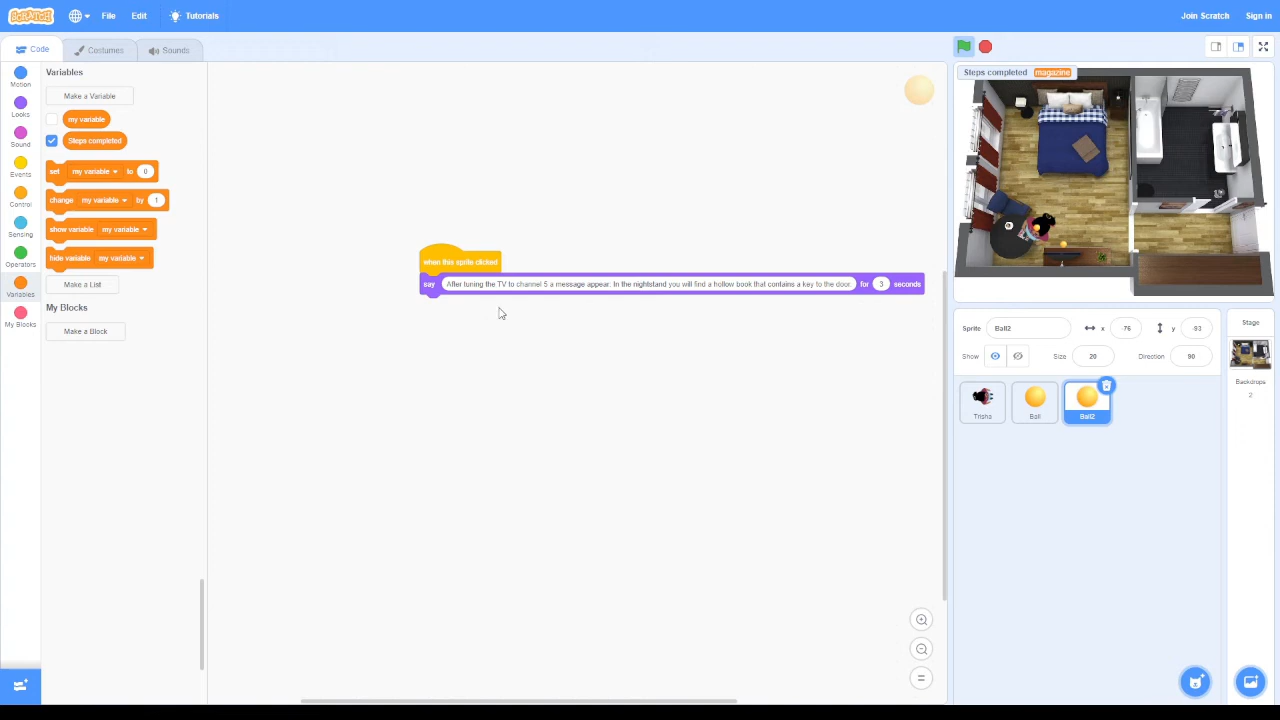 SCRATCH File Edit Tutorials Join Scratch Sign in
Code Costumes Sounds
Motion
Looks
Sound
Events
Control
Sensing
Operators
Variables
My Blocks
Variables
Make a Variable
my variable
Steps completed
set my variable to 0
change my variable by 1
show variable my variable
hide variable my variable
Make a List
My Blocks
Make a Block
when this sprite clicked
say After tuning the TV to channel 5 a message appear: In the nightstand you will find a hollow book that contains a key to the door. for 3 seconds
Steps completed magazine
Sprite Ball2 x -76 y -93
Show Size 20 Direction 90
Trisha Ball Ball2
Stage
Backdrops
2